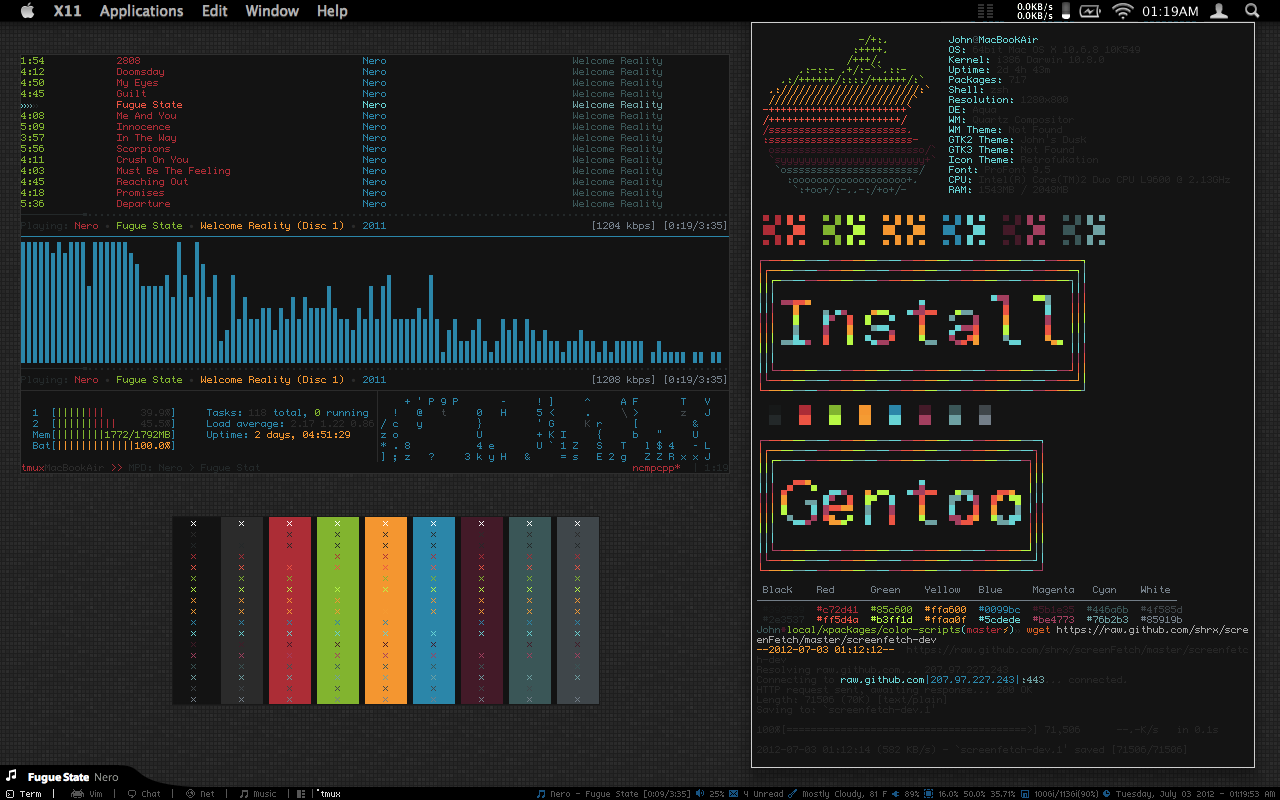 X11 Applications Edit Window Help 0.0KB/s 0.0KB/s 01:19AM
1:54 2808 Nero Welcome Reality
4:12 Doomsday Nero Welcome Reality
4:50 My Eyes Nero Welcome Reality
4:45 Guilt Nero Welcome Reality
»» Fugue State Nero Welcome Reality
4:08 Me And You Nero Welcome Reality
5:09 Innocence Nero Welcome Reality
3:57 In The Way Nero Welcome Reality
5:56 Scorpions Nero Welcome Reality
4:11 Crush On You Nero Welcome Reality
4:03 Must Be The Feeling Nero Welcome Reality
4:45 Reaching Out Nero Welcome Reality
4:18 Promises Nero Welcome Reality
5:36 Departure Nero Welcome Reality
Playing: Nero • Fugue State • Welcome Reality (Disc 1) • 2011 [1204 kbps] [0:19/3:35]
Playing: Nero • Fugue State • Welcome Reality (Disc 1) • 2011 [1208 kbps] [0:19/3:35]
1 [|||||||| 39.9%] Tasks: 118 total, 0 running
2 [|||||||||| 45.5%] Load average: 2.17 1.22 0.86
Mem[||||||||1772/1792MB] Uptime: 2 days, 04:51:29
Bat[|||||||||||||100.0%]
tmux MacBookAir >> MPD: Nero > Fugue Stat ncmpcpp* | 1:19
John@MacBookAir
OS: 64bit Mac OS X 10.6.8 10K549
Kernel: i386 Darwin 10.8.0
Uptime: 2d 4h 43m
Packages: 717
Shell: zsh
Resolution: 1280x800
DE: Aqua
WM: Quartz Compositor
WM Theme: Not Found
GTK2 Theme: John's Dusk
GTK3 Theme: Not Found
Icon Theme: Retrofukation
Font: ProFont 9.5
CPU: Intel(R) Core(TM)2 Duo CPU L9600 @ 2.13GHz
RAM: 1543MB / 2048MB
Install
Gentoo
Black Red Green Yellow Blue Magenta Cyan White
#c72d41 #85c600 #ffa600 #0099bc #5b1e35 #446a6b #4f585d
#2e3535 #ff5d4a #b3ff1d #ffaa0f #5cdede #be4773 #76b2b3 #85919b
John*local/xpackages/color-scripts(master⚡) wget https://raw.github.com/shrx/scre
enFetch/master/screenfetch-dev
--2012-07-03 01:12:12-- https://raw.github.com/shrx/screenFetch/master/screenfetc
h-dev
Resolving raw.github.com... 207.97.227.243
Connecting to raw.github.com|207.97.227.243|:443... connected.
HTTP request sent, awaiting response... 200 OK
Length: 71506 (70K) [text/plain]
Saving to: `screenfetch-dev.1'
100%[======================================>] 71,506 --.-K/s in 0.1s
2012-07-03 01:12:14 (582 KB/s) - `screenfetch-dev.1' saved [71506/71506]
Fugue State Nero
Term | Vim | Chat | Net | Music | tmux
Nero - Fugue State [0:09/3:35] 25% 4 Unread Mostly Cloudy, 81 F 89% 16.0% 50.0% 35.71% 100Gi/113Gi(90%) Tuesday, July 03 2012 - 01:19:53 AM